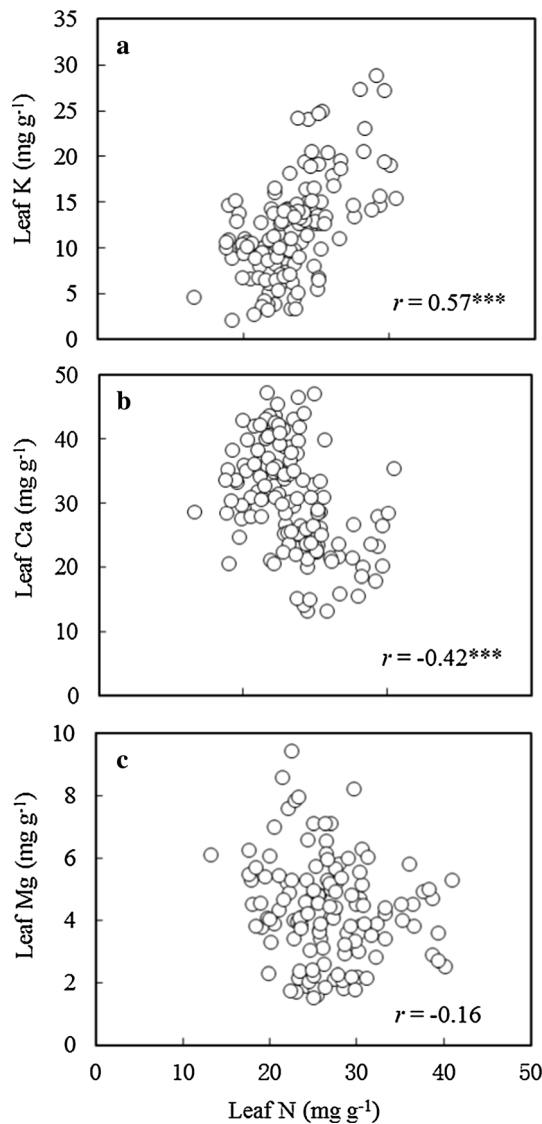 a
35
30
25
20
15
10
5
0
Leaf K (mg g-1)
r = 0.57***
b
50
40
30
20
10
0
Leaf Ca (mg g-1)
r = -0.42***
c
10
8
6
4
2
0
Leaf Mg (mg g-1)
r = -0.16
0 10 20 30 40 50
Leaf N (mg g-1)